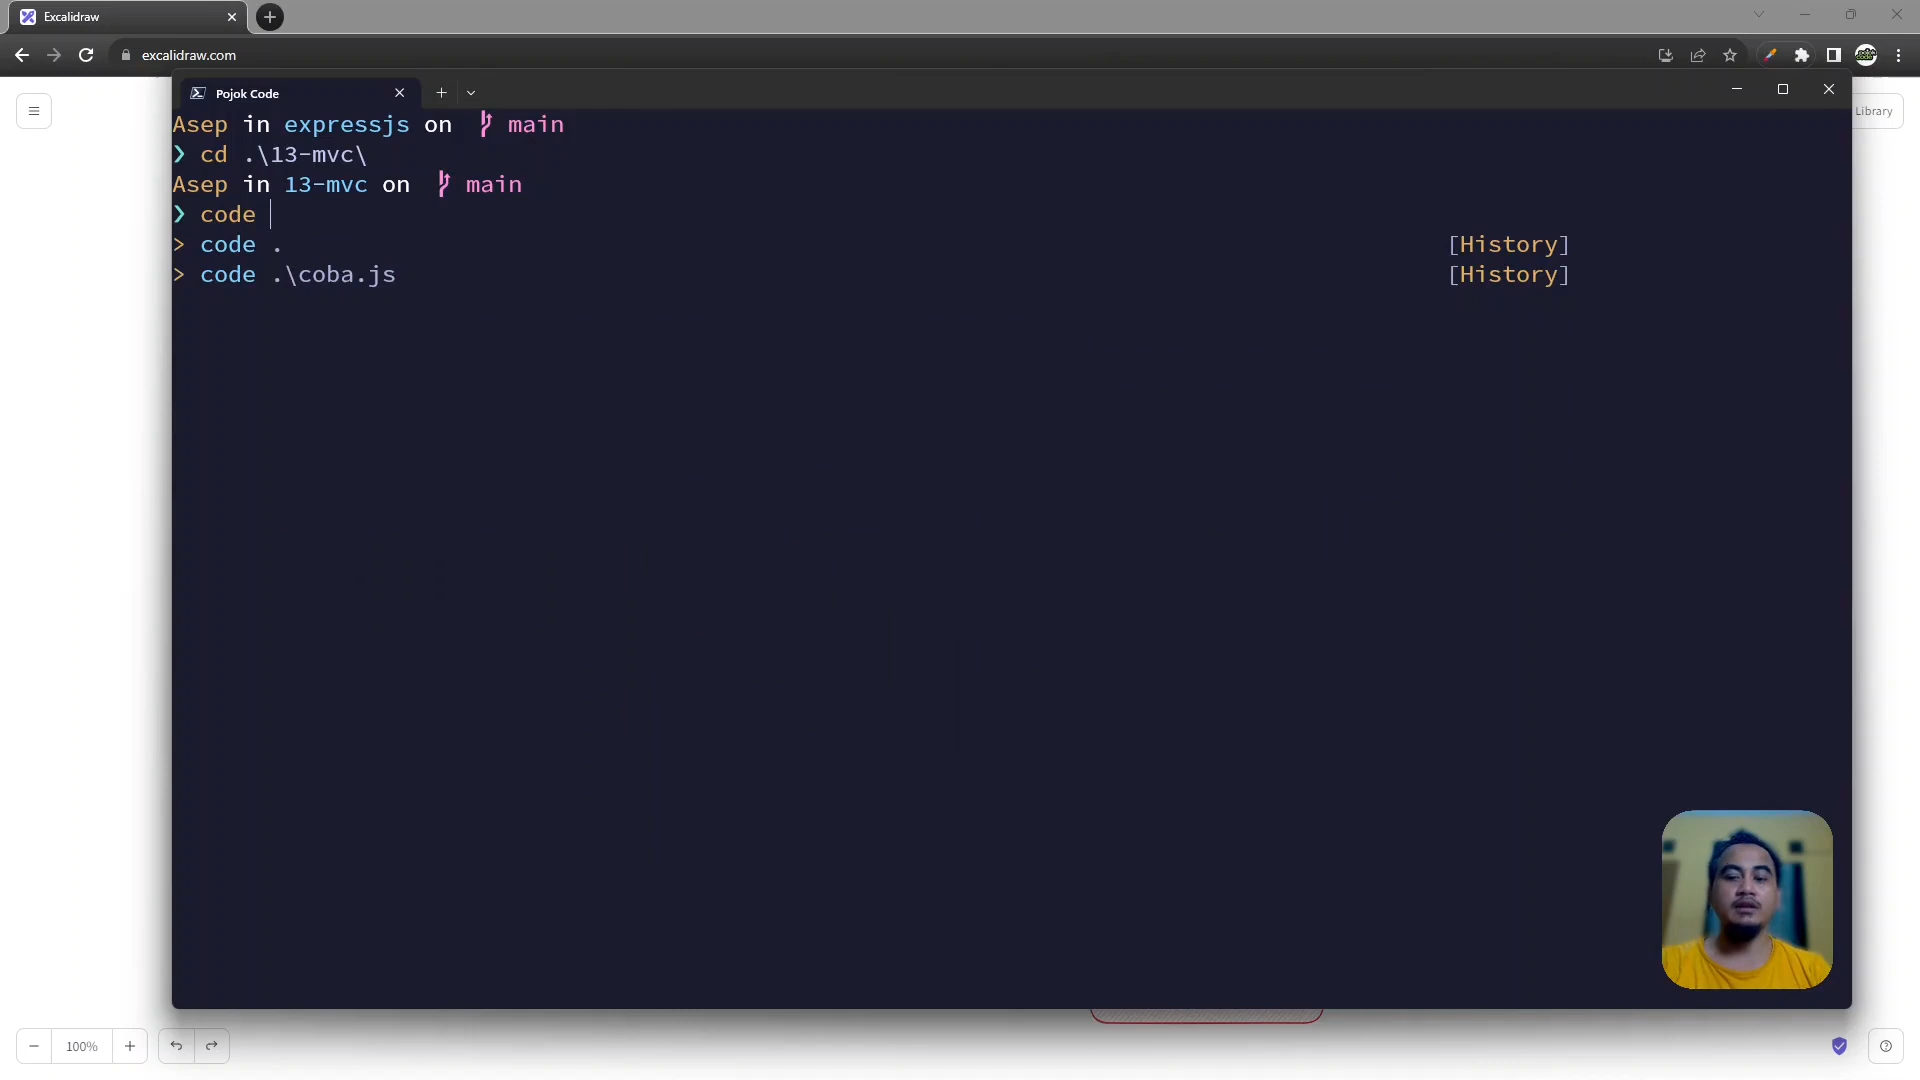 Excalidraw
excalidraw.com
Pojok Code
Library
Asep in expressjs on main
❯ cd .\13-mvc\
Asep in 13-mvc on main
❯ code
> code . [History]
> code .\coba.js [History]
100%